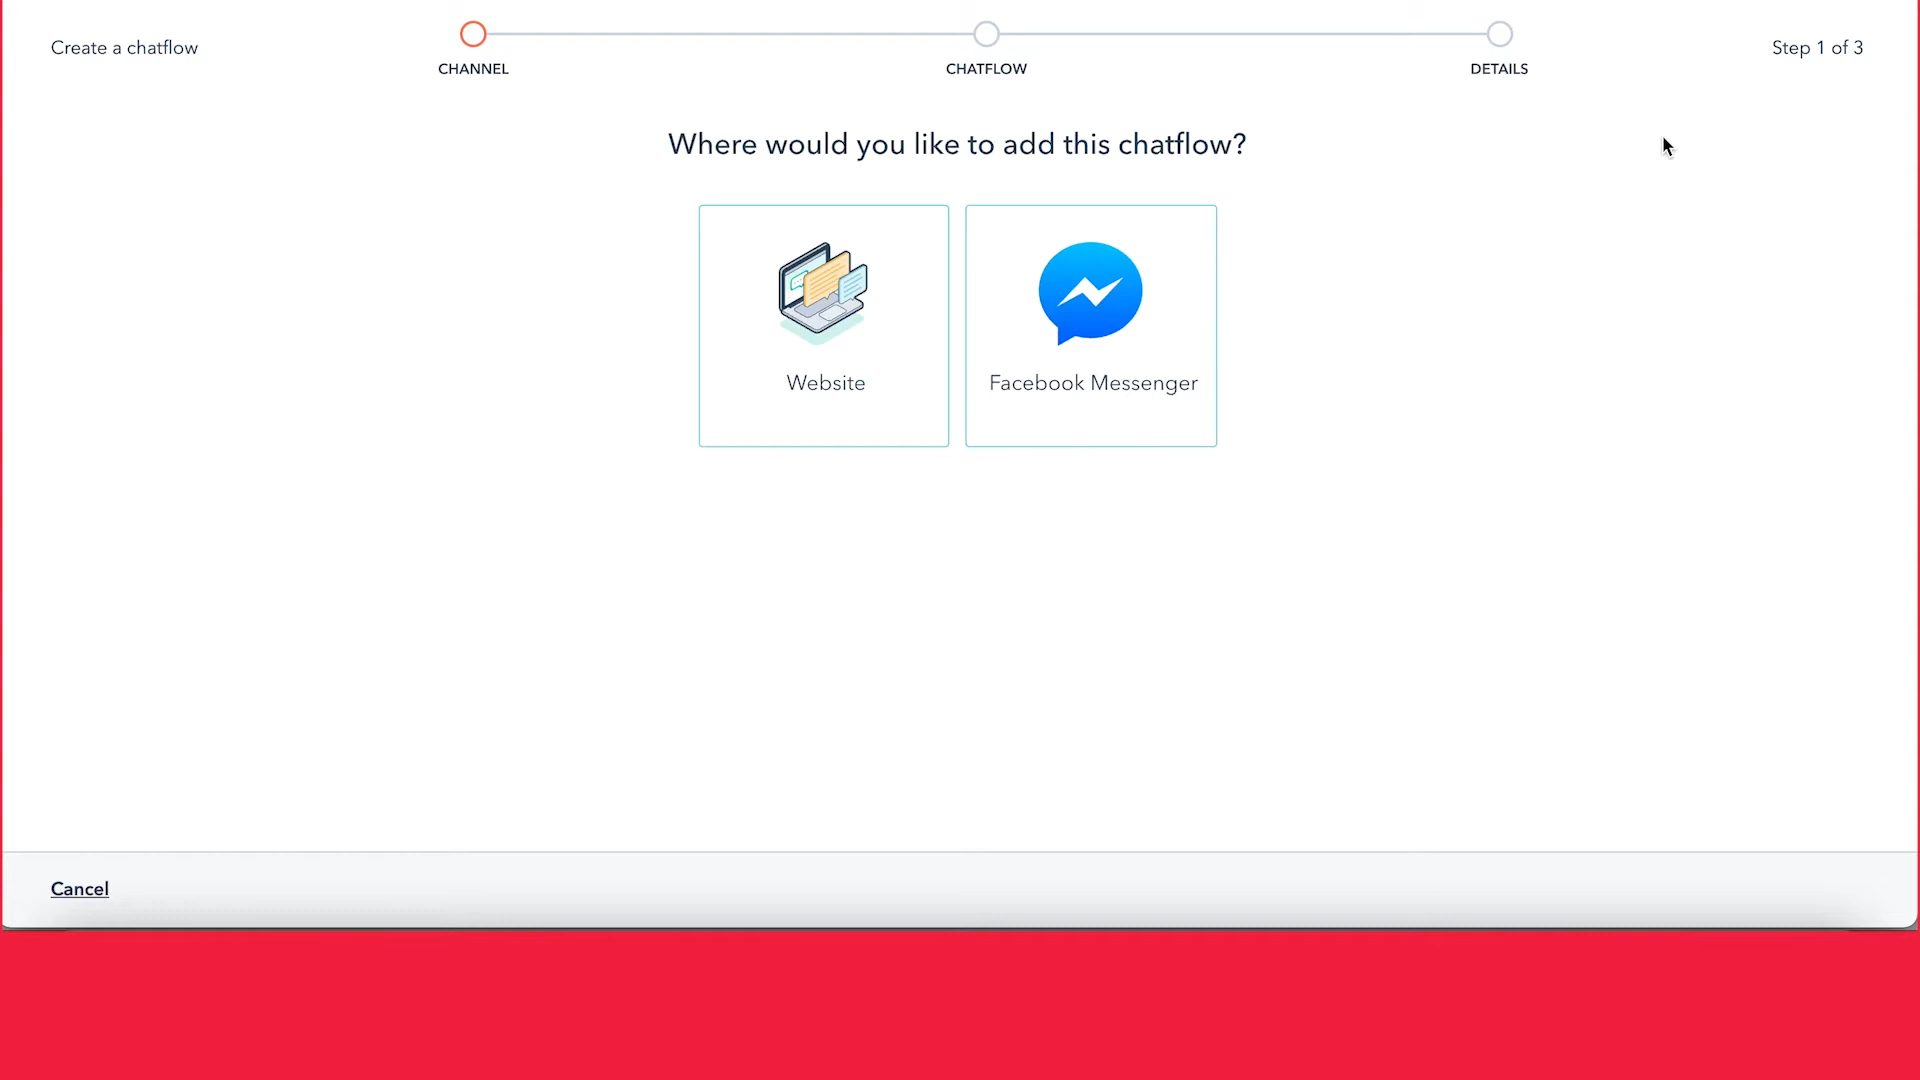 Create a chatflow
CHANNEL
CHATFLOW
DETAILS
Step 1 of 3
Where would you like to add this chatflow?
Website
Facebook Messenger
Cancel